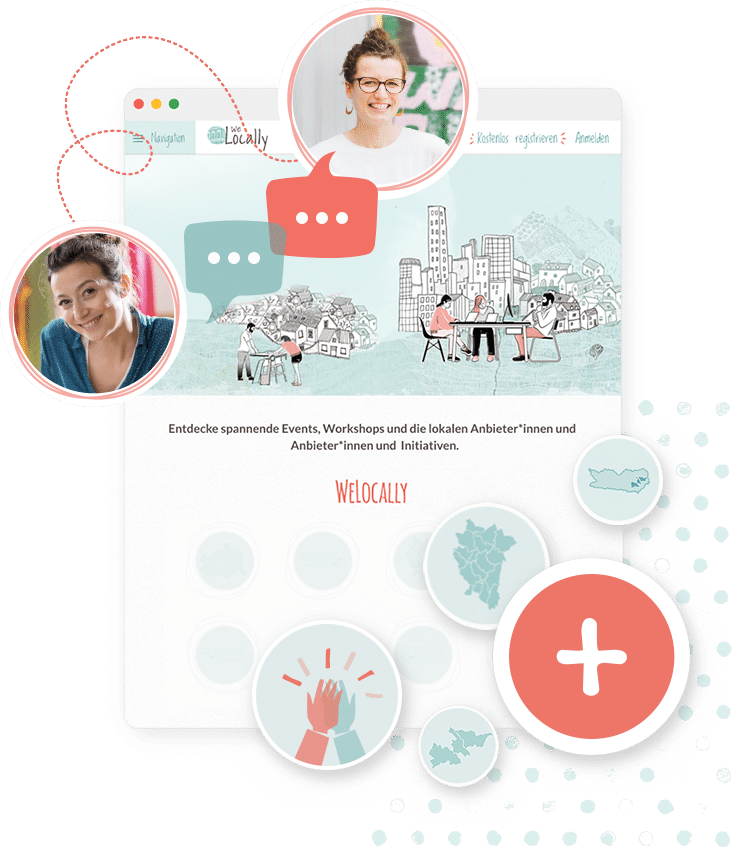 Navigation
We
Locally
Kostenlos registrieren
Anmelden
Entdecke spannende Events, Workshops und die lokalen Anbieter*innen und
Anbieter*innen und Initiativen.
WeLocally